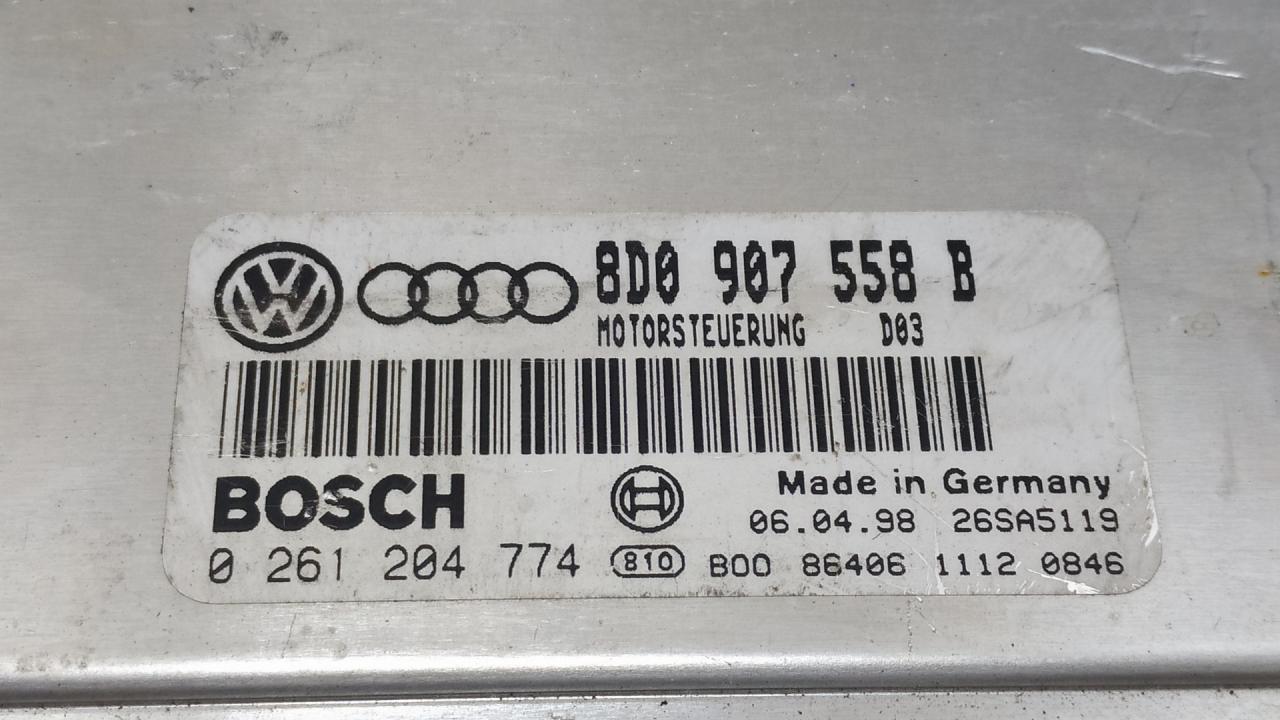 8D0 907 558 B
MOTORSTEUERUNG D03
BOSCH
Made in Germany
06.04.98 26SA5119
0 261 204 774 810 B00 86406 1112 0846